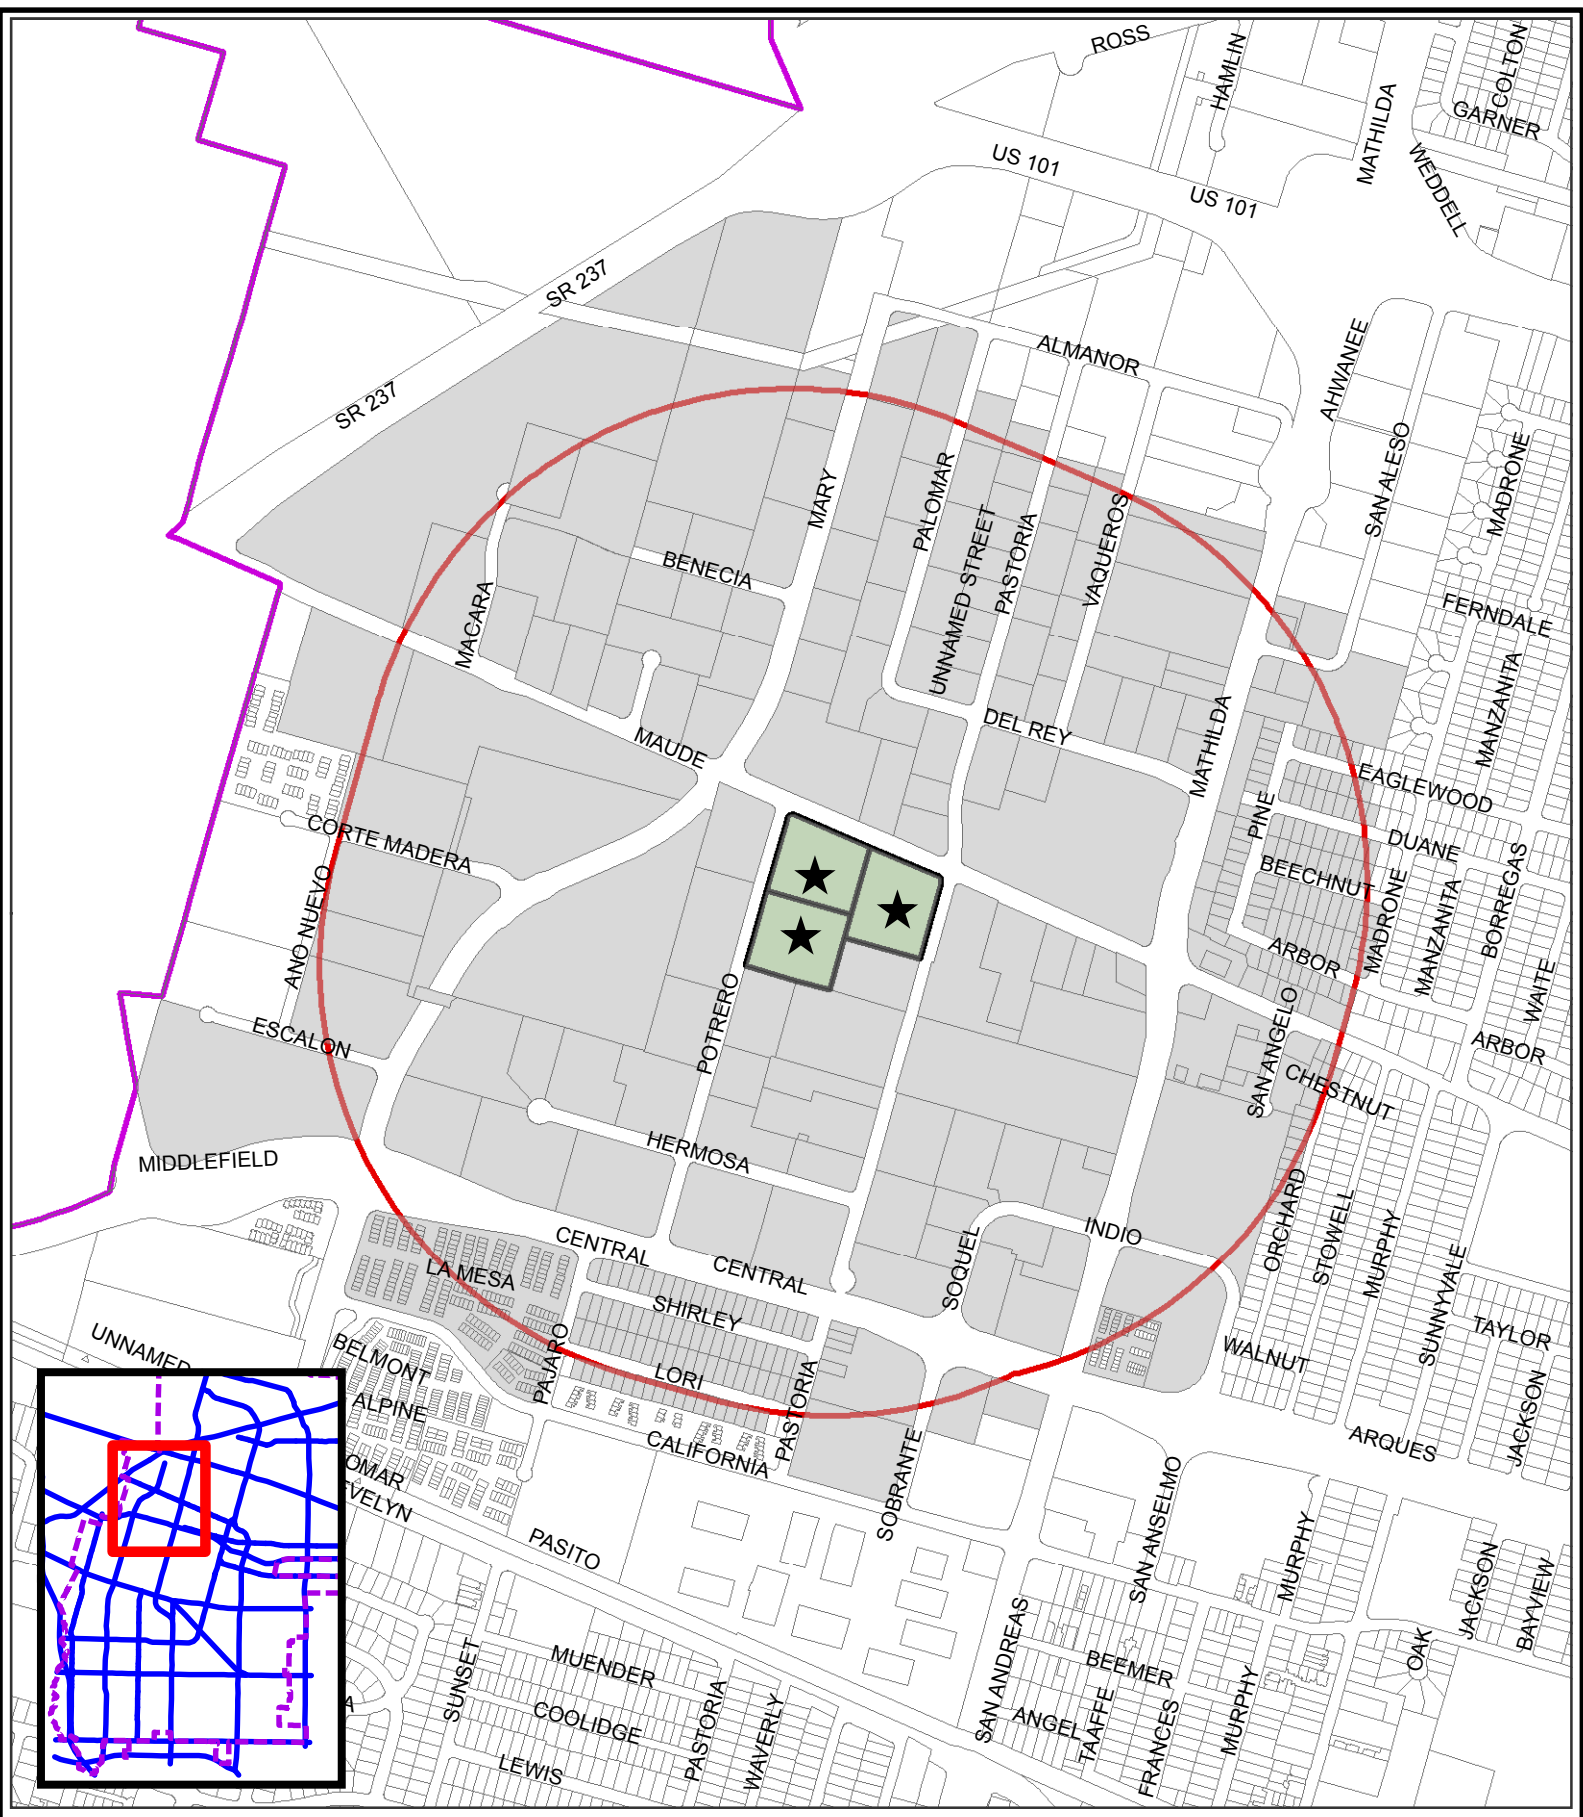 ROSS
HAMLIN
COLTON
GARNER
MATHILDA
WEDDELL
US 101
US 101
SR 237
SR 237
ALMANOR
AHWANEE
SAN ALESO
MADRONE
MARY
PALOMAR
UNNAMED STREET
PASTORIA
VAQUEROS
BENECIA
MACARA
FERNDALE
MANZANITA
MAUDE
DEL REY
MATHILDA
EAGLEWOOD
PINE
DUANE
BEECHNUT
CORTE MADERA
ANO NUEVO
MADRONE
MANZANITA
BORREGAS
WAITE
ARBOR
ARBOR
POTRERO
ESCALON
SAN ANGELO
CHESTNUT
MIDDLEFIELD
HERMOSA
ORCHARD
STOWELL
MURPHY
SUNNYVALE
INDIO
SOQUEL
CENTRAL
CENTRAL
LA MESA
SHIRLEY
TAYLOR
WALNUT
UNNAMED
BELMONT
PAJARO
LORI
PASTORIA
ALPINE
JACKSON
CALIFORNIA
ARQUES
OMAR
EVELYN
SOBRANTE
SAN ANSELMO
PASITO
MURPHY
JACKSON
BAYVIEW
OAK
SAN ANDREAS
BEEMER
SUNSET
MUENDER
PASTORIA
WAVERLY
COOLIDGE
ANGEL
TAAFFE
FRANCES
MURPHY
LEWIS
A